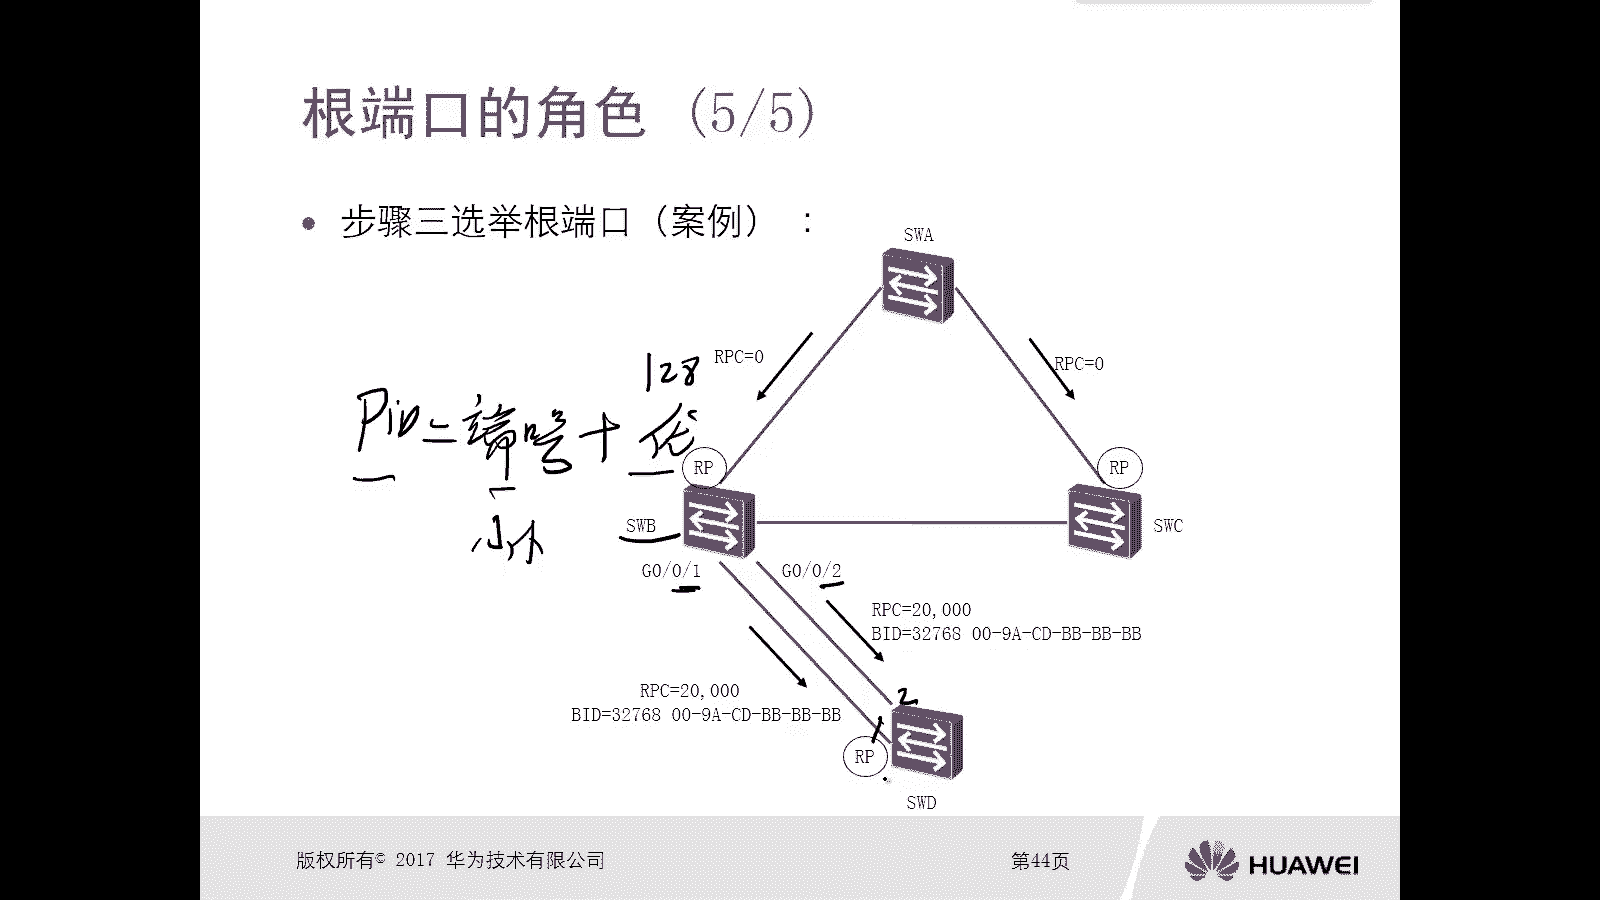 根端口的角色 (5/5)
• 步骤三选举根端口（案例） ：
SWA
RPC=0
RPC=0
128
Pid = 端口号 + 优
小
RP
RP
SWB
SWC
G0/0/1
G0/0/2
RPC=20,000
BID=32768 00-9A-CD-BB-BB-BB
RPC=20,000
BID=32768 00-9A-CD-BB-BB-BB
2
1
RP
SWD
版权所有© 2017 华为技术有限公司
第44页
HUAWEI